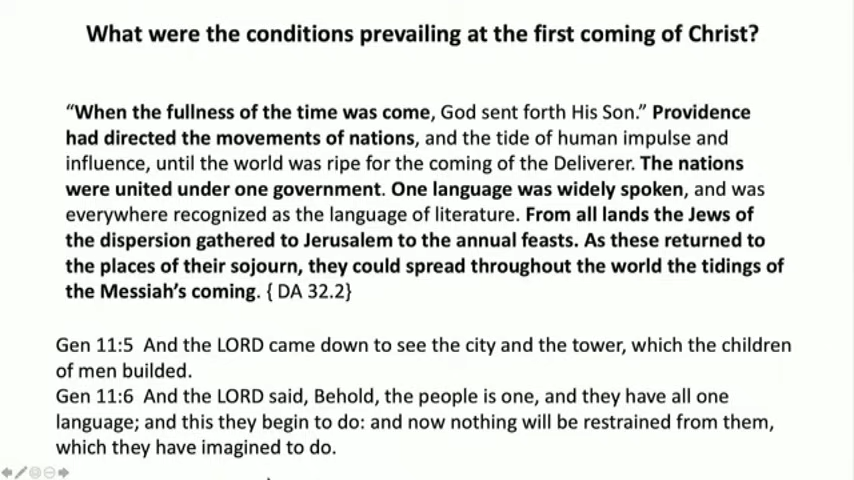 What were the conditions prevailing at the first coming of Christ?
“When the fullness of the time was come, God sent forth His Son.” Providence
had directed the movements of nations, and the tide of human impulse and
influence, until the world was ripe for the coming of the Deliverer. The nations
were united under one government. One language was widely spoken, and was
everywhere recognized as the language of literature. From all lands the Jews of
the dispersion gathered to Jerusalem to the annual feasts. As these returned to
the places of their sojourn, they could spread throughout the world the tidings of
the Messiah’s coming. { DA 32.2}
Gen 11:5  And the LORD came down to see the city and the tower, which the children
of men builded.
Gen 11:6  And the LORD said, Behold, the people is one, and they have all one
language; and this they begin to do: and now nothing will be restrained from them,
which they have imagined to do.